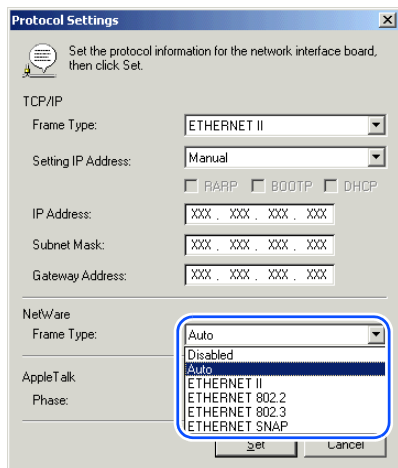 Protocol Settings
Set the protocol information for the network interface board,
then click Set.
TCP/IP
Frame Type: ETHERNET II
Setting IP Address: Manual
RARP BOOTP DHCP
IP Address: XXX . XXX . XXX . XXX
Subnet Mask: XXX . XXX . XXX . XXX
Gateway Address: XXX . XXX . XXX . XXX
NetWare
Frame Type: Auto
Disabled
Auto
AppleTalk
ETHERNET II
Phase:
ETHERNET 802.2
ETHERNET 802.3
ETHERNET SNAP
Set Cancel